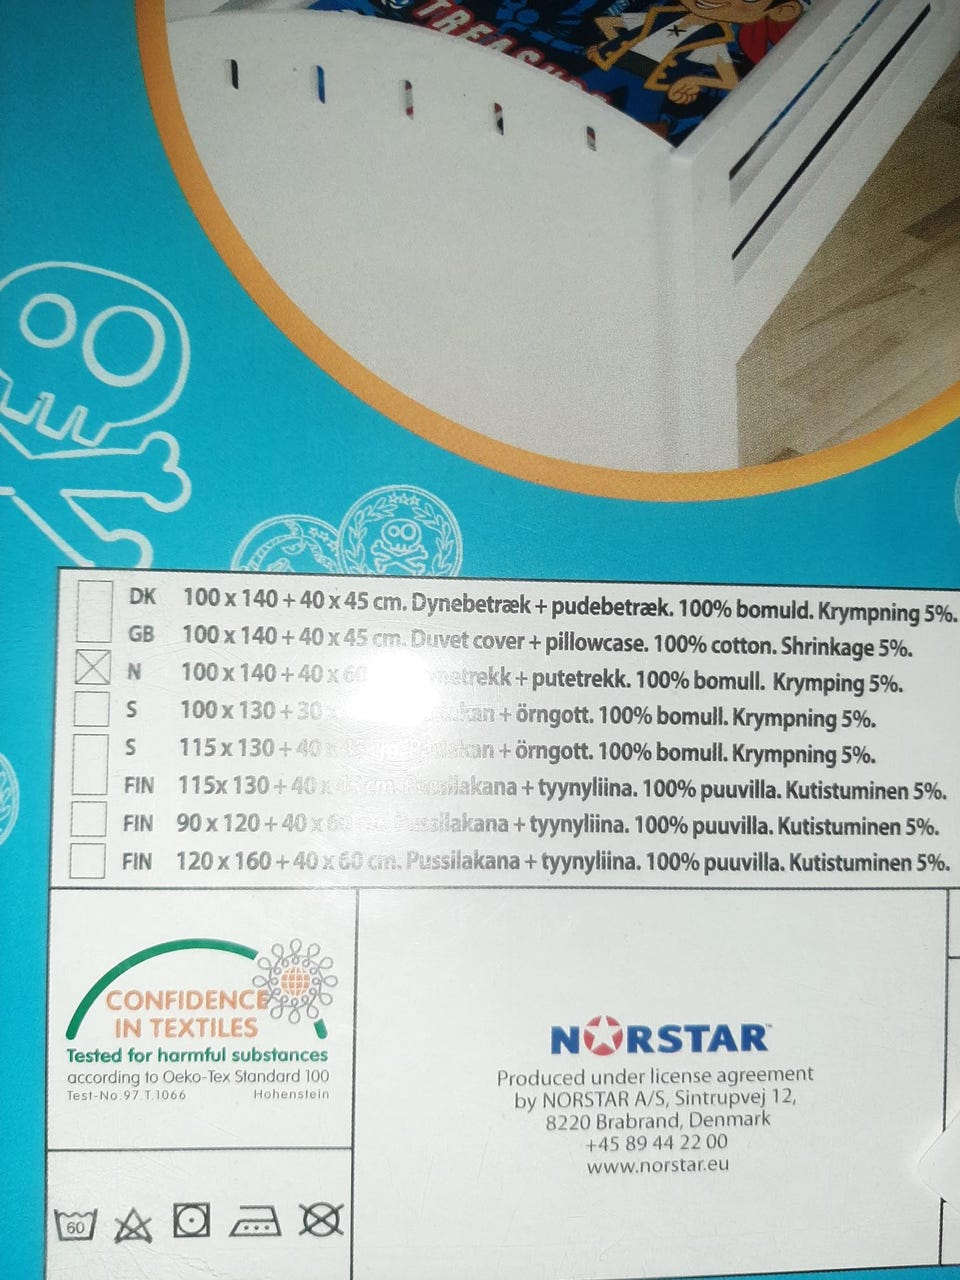 TREASU
DK 100 x 140 + 40 x 45 cm. Dynebetræk + pudebetræk. 100% bomuld. Krympning 5%.
GB 100 x 140 + 40 x 45 cm. Duvet cover + pillowcase. 100% cotton. Shrinkage 5%.
N 100 x 140 + 40 x 60 + putetrekk. 100% bomull. Krymping 5%.
S 100 x 130 + 30 + örngott. 100% bomull. Krympning 5%.
S 115 x 130 + 40 x + örngott. 100% bomull. Krympning 5%.
FIN 115x 130 + 40 x cm. Pussilakana + tyynyliina. 100% puuvilla. Kutistuminen 5%.
FIN 90 x 120 + 40 x 60 cm. Pussilakana + tyynyliina. 100% puuvilla. Kutistuminen 5%.
FIN 120 x 160 + 40 x 60 cm. Pussilakana + tyynyliina. 100% puuvilla. Kutistuminen 5%.
CONFIDENCE
IN TEXTILES
Tested for harmful substances
according to Oeko-Tex Standard 100
Test-No. 97.T.1066 Hohenstein
60
NORSTAR™
Produced under license agreement
by NORSTAR A/S, Sintrupvej 12,
8220 Brabrand, Denmark
+45 89 44 22 00
www.norstar.eu